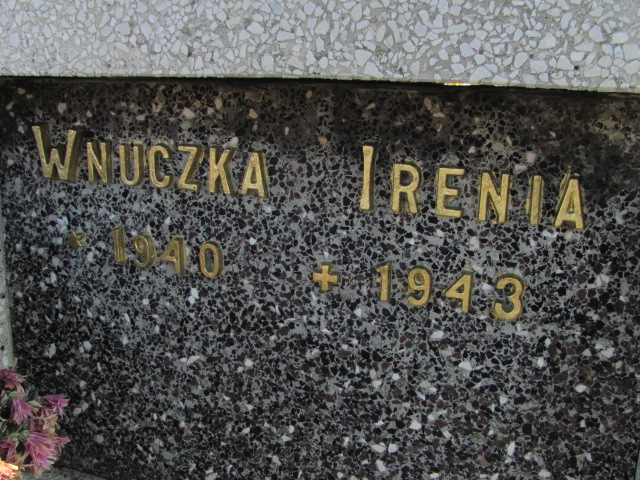 WNUCZKA IRENIA
* 1940 + 1943